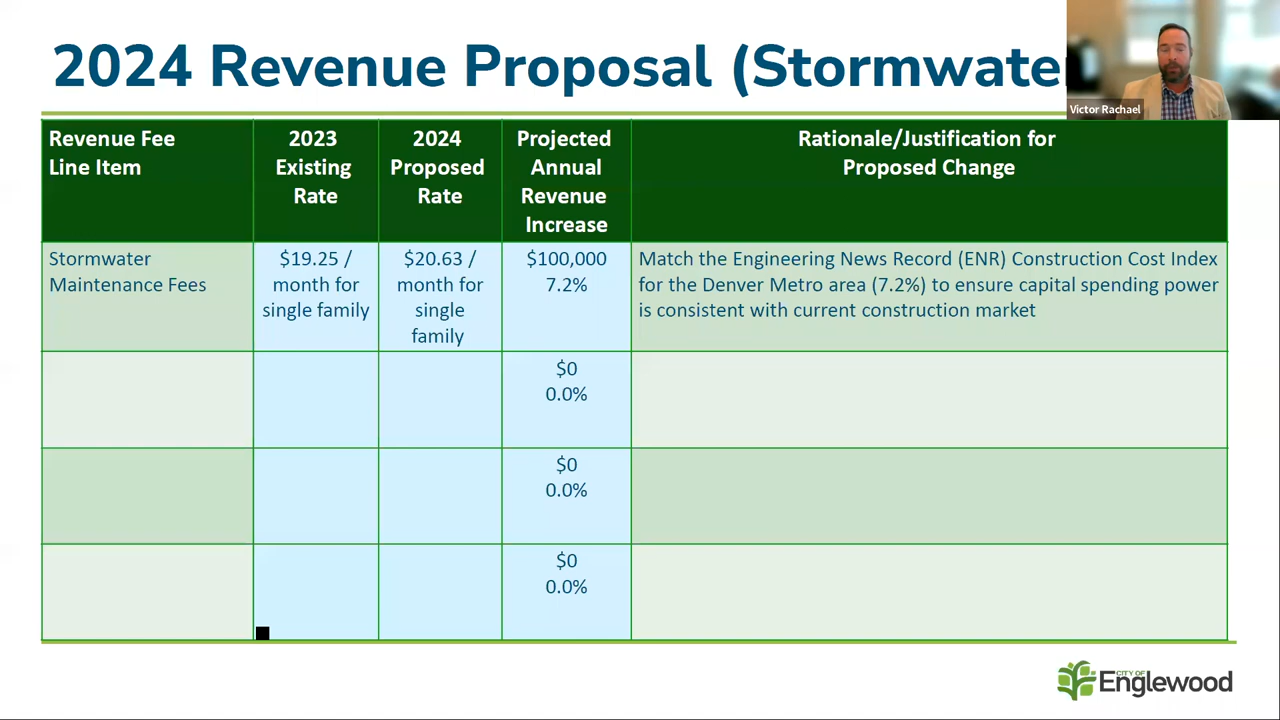 2024 Revenue Proposal (Stormwate
Victor Rachael
Revenue Fee
Line Item
2023
Existing
Rate
2024
Proposed
Rate
Projected
Annual
Revenue
Increase
Rationale/Justification for
Proposed Change
Stormwater
Maintenance Fees
$19.25 /
month for
single family
$20.63 /
month for
single
family
$100,000
7.2%
Match the Engineering News Record (ENR) Construction Cost Index
for the Denver Metro area (7.2%) to ensure capital spending power
is consistent with current construction market
$0
0.0%
$0
0.0%
$0
0.0%
CITY OF
Englewood